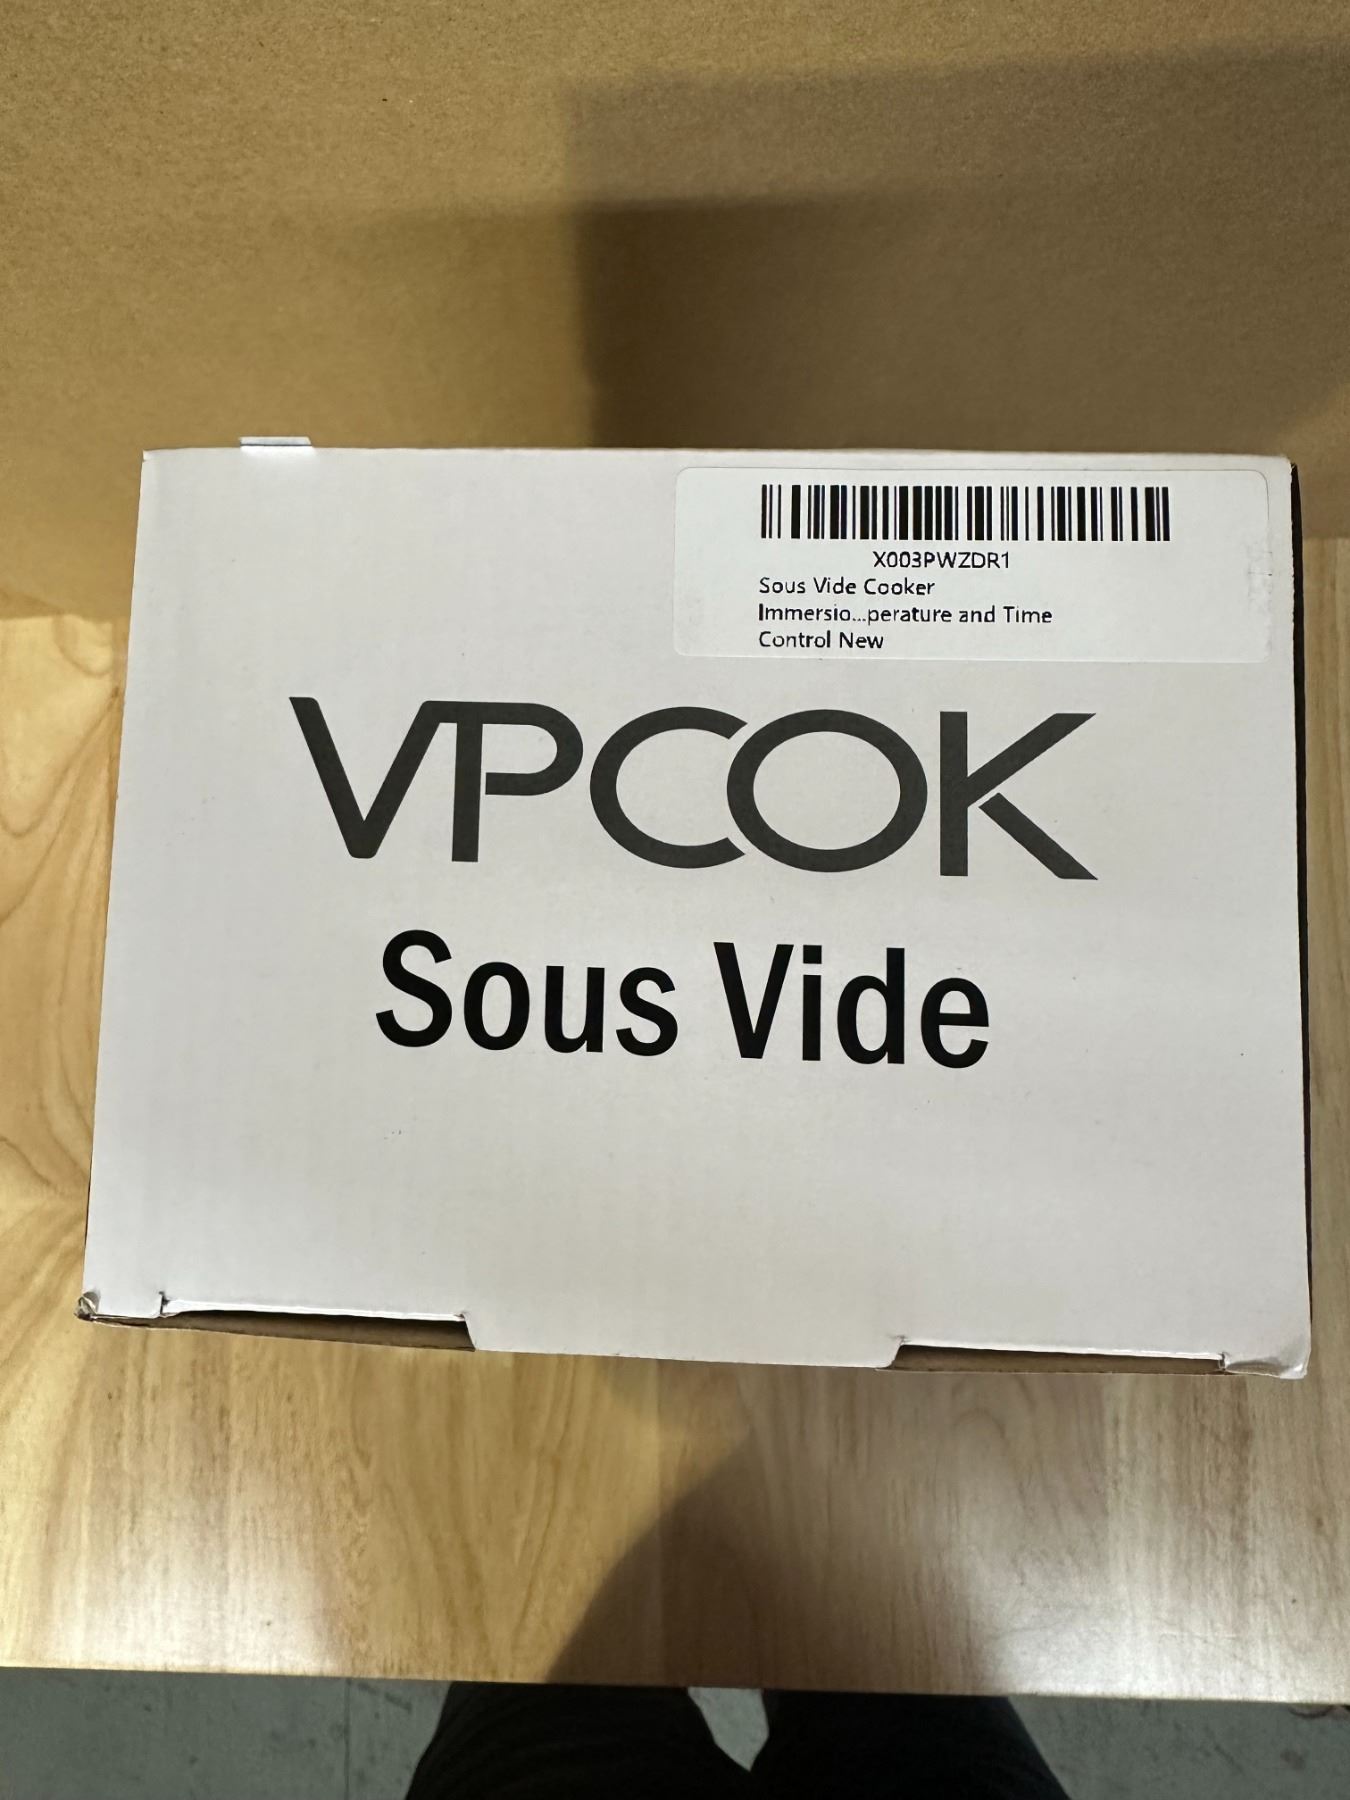 X003PWZDR1
Sous Vide Cooker
Immersio...perature and Time
Control New
VPCOK
Sous Vide